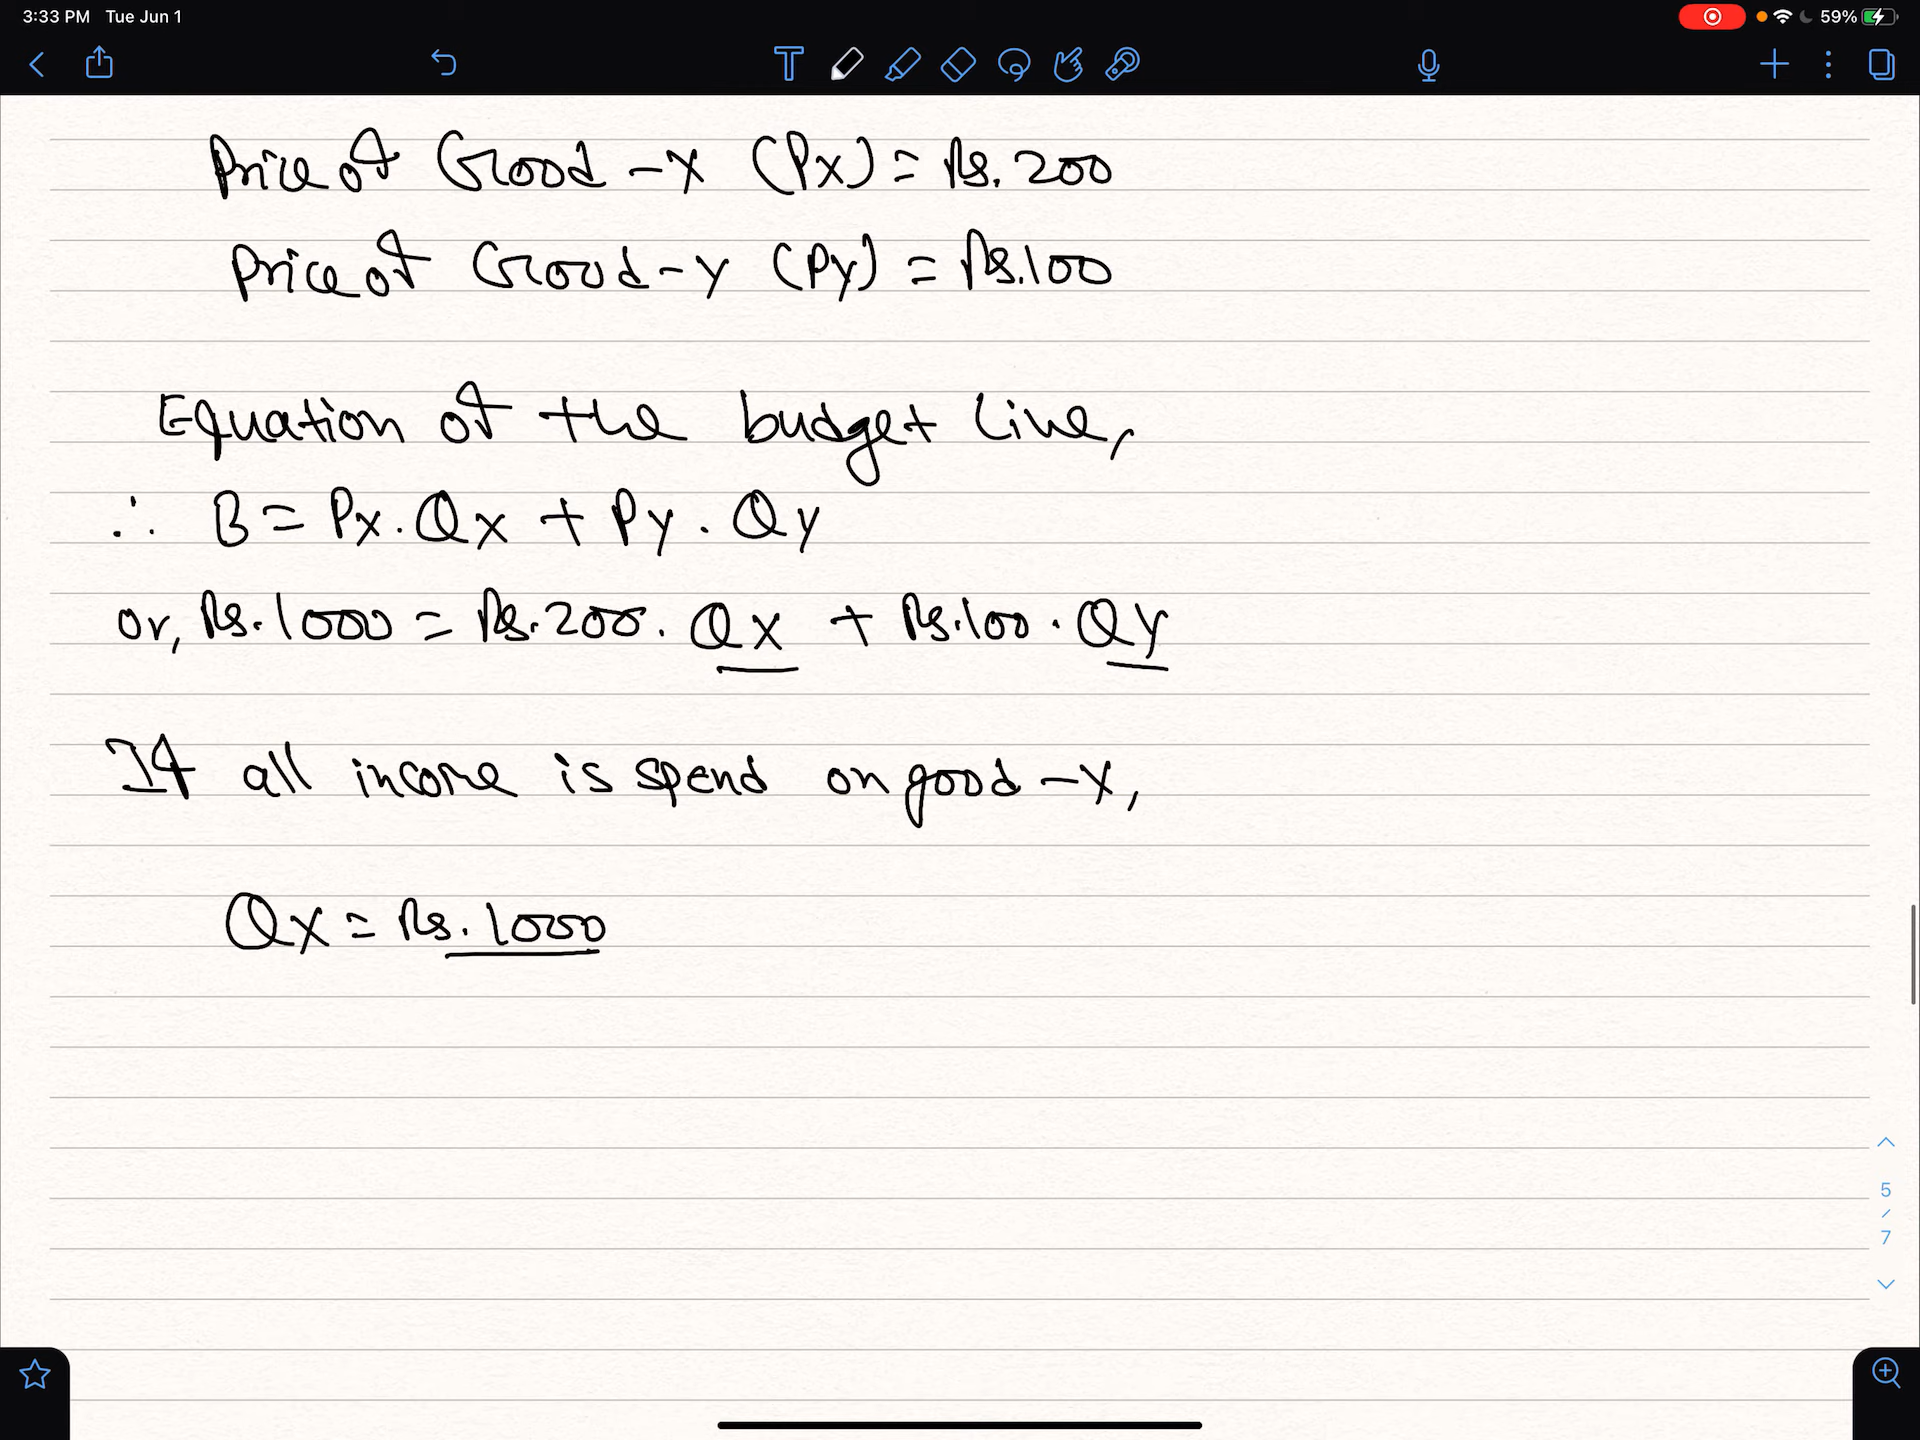 3:33 PM Tue Jun 1 59%
T
Price of Good -X (Px) = Rs. 200
Price of Good-y (Py) = Rs.100
Equation of the budget line,
∴ B = Px. Qx + Py . Qy
or, Rs. 1000 = Rs. 200. Qx + Rs.100 . Qy
If all income is spend on good -X,
Qx = Rs. 1000
5
/
7